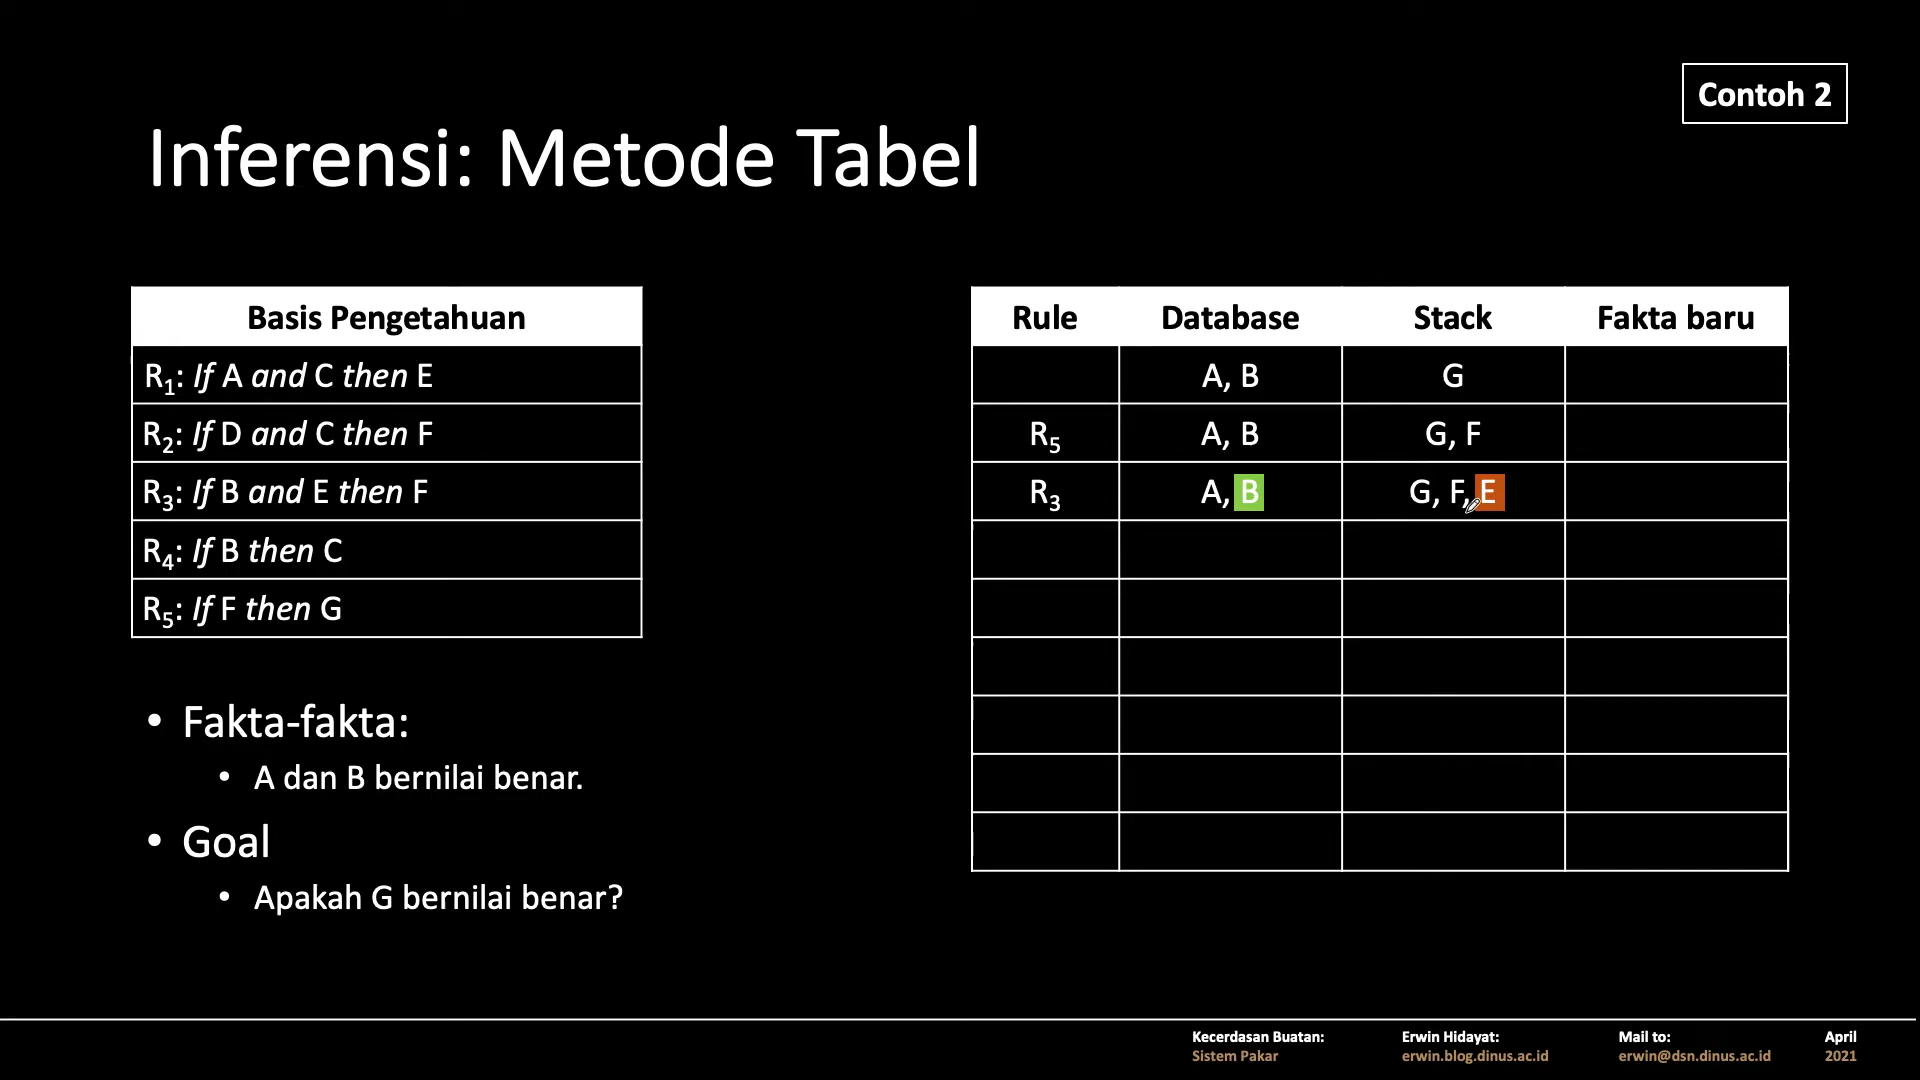 Contoh 2
Inferensi: Metode Tabel
Basis Pengetahuan
R1: If A and C then E
R2: If D and C then F
R3: If B and E then F
R4: If B then C
R5: If F then G
• Fakta-fakta:
• A dan B bernilai benar.
• Goal
• Apakah G bernilai benar?
Rule Database Stack Fakta baru
A, B G
R5 A, B G, F
R3 A, B G, F, E
Kecerdasan Buatan: Erwin Hidayat: Mail to: April
Sistem Pakar erwin.blog.dinus.ac.id erwin@dsn.dinus.ac.id 2021